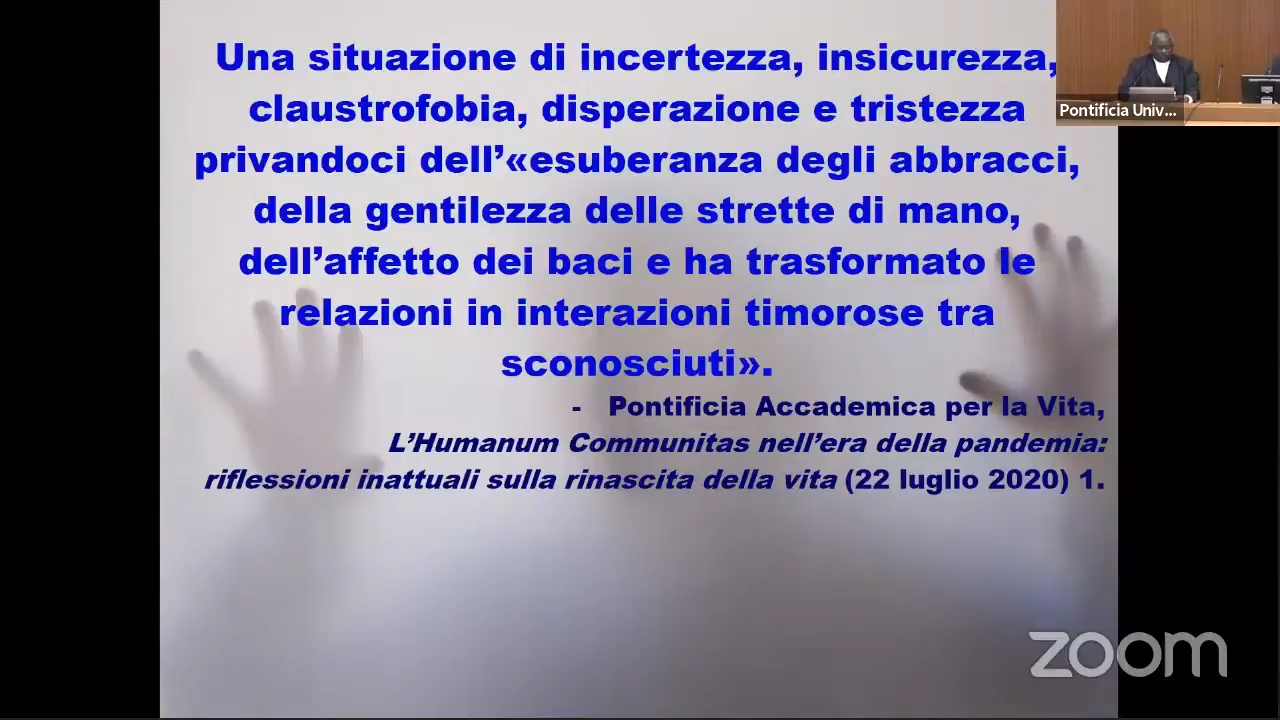 Una situazione di incertezza, insicurezza,
claustrofobia, disperazione e tristezza
privandoci dell’«esuberanza degli abbracci,
della gentilezza delle strette di mano,
dell’affetto dei baci e ha trasformato le
relazioni in interazioni timorose tra
sconosciuti».
- Pontificia Accademica per la Vita,
L’Humanum Communitas nell’era della pandemia:
riflessioni inattuali sulla rinascita della vita (22 luglio 2020) 1.
Pontificia Univ...
zoom